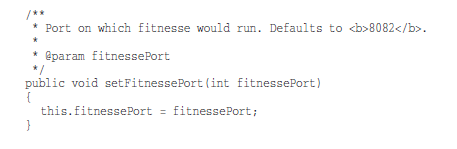 /**
* Port on which fitnesse would run. Defaults to <b>8082</b>.
*
* @param fitnessePort
*/
public void setFitnessePort(int fitnessePort)
{
this.fitnessePort = fitnessePort;
}